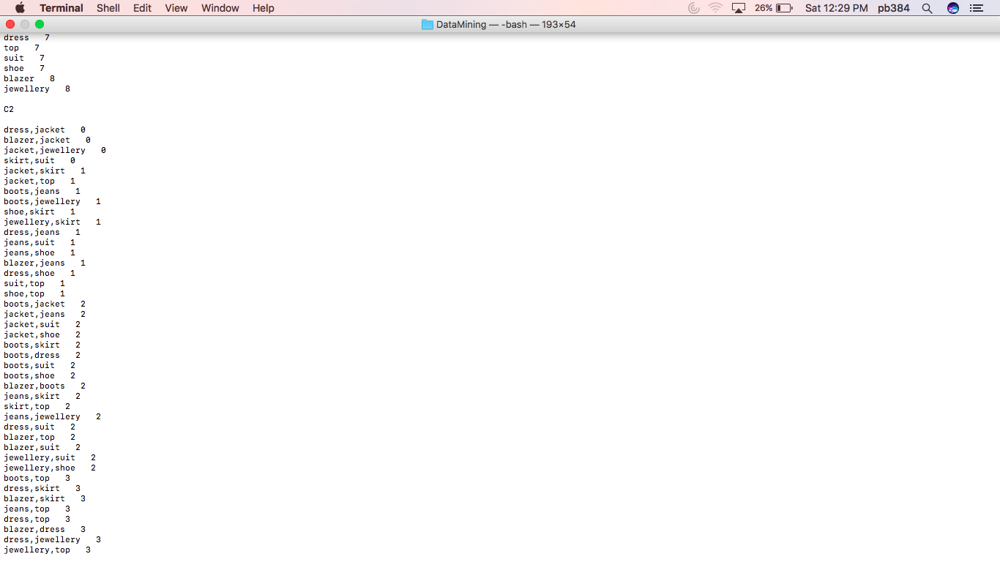 Terminal Shell Edit View Window Help 26% Sat 12:29 PM pb384
DataMining — -bash — 193×54
dress 7
top 7
suit 7
shoe 7
blazer 8
jewellery 8
C2
dress,jacket 0
blazer,jacket 0
jacket,jewellery 0
skirt,suit 0
jacket,skirt 1
jacket,top 1
boots,jeans 1
boots,jewellery 1
shoe,skirt 1
jewellery,skirt 1
dress,jeans 1
jeans,suit 1
jeans,shoe 1
blazer,jeans 1
dress,shoe 1
suit,top 1
shoe,top 1
boots,jacket 2
jacket,jeans 2
jacket,suit 2
jacket,shoe 2
boots,skirt 2
boots,dress 2
boots,suit 2
boots,shoe 2
blazer,boots 2
jeans,skirt 2
skirt,top 2
jeans,jewellery 2
dress,suit 2
blazer,top 2
blazer,suit 2
jewellery,suit 2
jewellery,shoe 2
boots,top 3
dress,skirt 3
blazer,skirt 3
jeans,top 3
dress,top 3
blazer,dress 3
dress,jewellery 3
jewellery,top 3